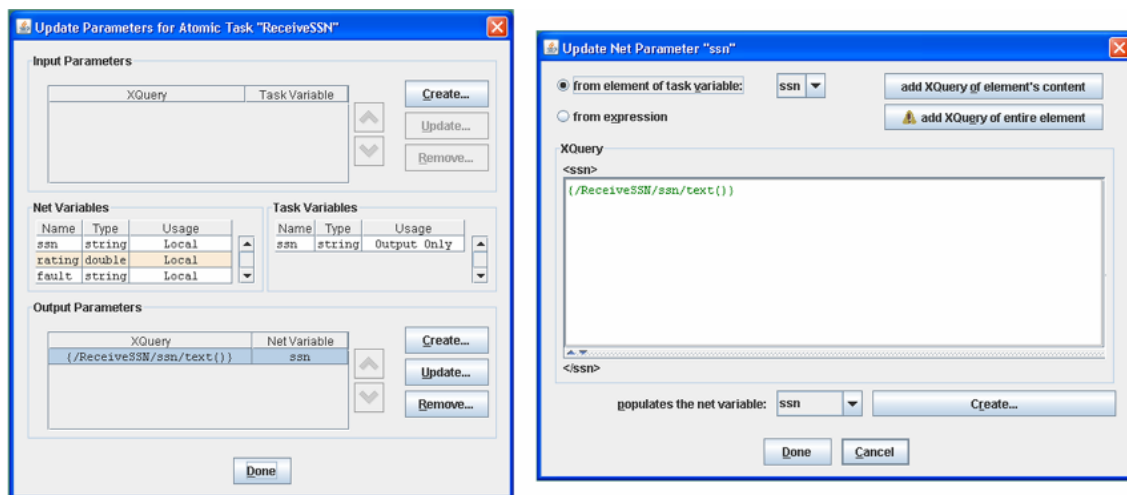 Update Parameters for Atomic Task "ReceiveSSN"
Input Parameters
XQuery Task Variable
Create...
Update...
Remove...
Net Variables
Name Type Usage
ssn string Local
rating double Local
fault string Local
Task Variables
Name Type Usage
ssn string Output Only
Output Parameters
XQuery Net Variable
{/ReceiveSSN/ssn/text()} ssn
Create...
Update...
Remove...
Done
Update Net Parameter "ssn"
from element of task variable: ssn add XQuery of element's content
from expression add XQuery of entire element
XQuery
<ssn>
{/ReceiveSSN/ssn/text()}
</ssn>
populates the net variable: ssn Create...
Done Cancel